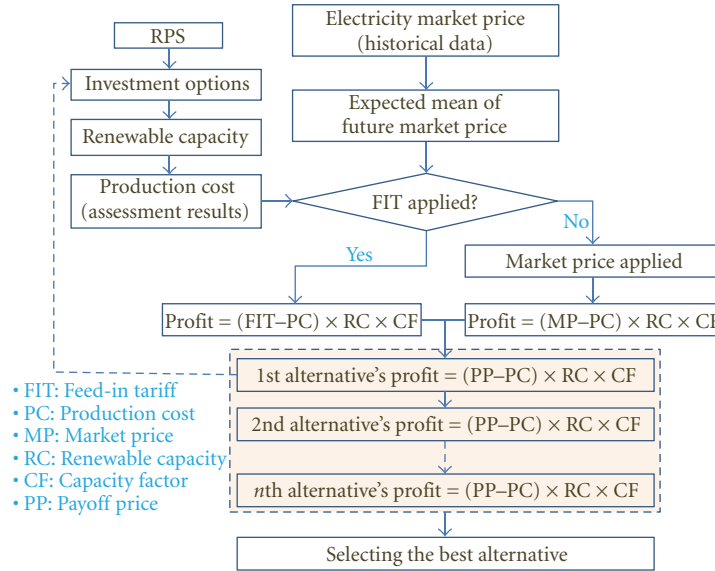 RPS
Investment options
Renewable capacity
Production cost
(assessment results)
Electricity market price
(historical data)
Expected mean of
future market price
FIT applied?
Yes
No
Market price applied
Profit = (FIT–PC) × RC × CF
Profit = (MP–PC) × RC × CF
1st alternative's profit = (PP–PC) × RC × CF
2nd alternative's profit = (PP–PC) × RC × CF
nth alternative's profit = (PP–PC) × RC × CF
Selecting the best alternative
• FIT: Feed-in tariff
• PC: Production cost
• MP: Market price
• RC: Renewable capacity
• CF: Capacity factor
• PP: Payoff price